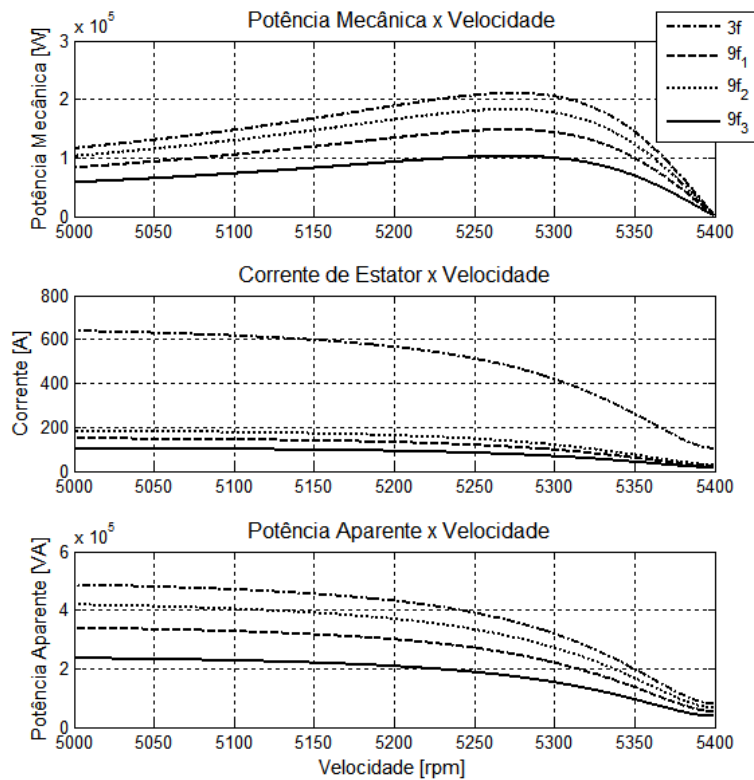 Potência Mecânica x Velocidade
x 10^5
Potência Mecânica [W]
3
2
1
0
5000 5050 5100 5150 5200 5250 5300 5350 5400
3f
9f₁
9f₂
9f₃
Corrente de Estator x Velocidade
Corrente [A]
800
600
400
200
0
5000 5050 5100 5150 5200 5250 5300 5350 5400
Potência Aparente x Velocidade
x 10^5
Potência Aparente [VA]
6
4
2
0
5000 5050 5100 5150 5200 5250 5300 5350 5400
Velocidade [rpm]